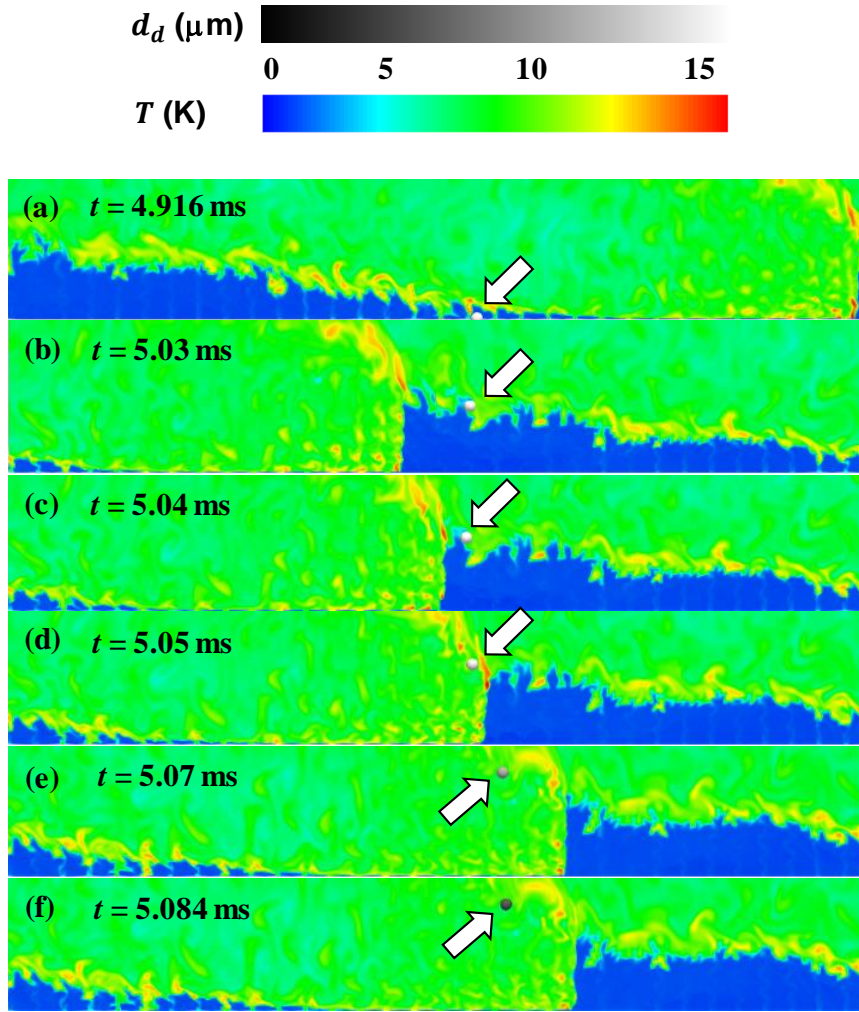 d_d (μm)
0 5 10 15
T (K)
(a) t = 4.916 ms
(b) t = 5.03 ms
(c) t = 5.04 ms
(d) t = 5.05 ms
(e) t = 5.07 ms
(f) t = 5.084 ms